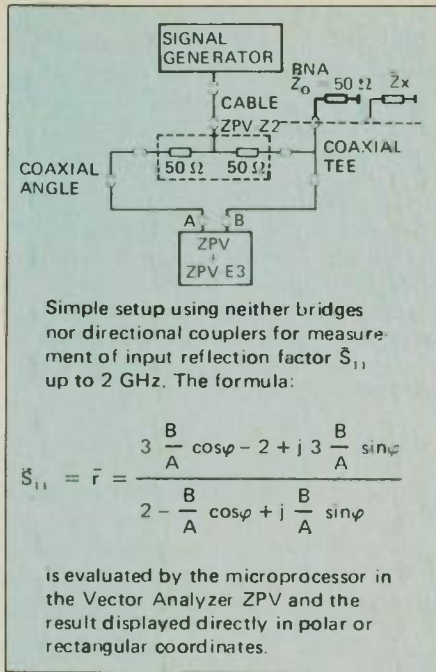 SIGNAL
GENERATOR
BNA
Z₀ = 50 Ω Z̄x
CABLE
ZPV Z2
50 Ω 50 Ω
COAXIAL
ANGLE
COAXIAL
TEE
A B
ZPV
+
ZPV E3
Simple setup using neither bridges
nor directional couplers for measure-
ment of input reflection factor S̄₁₁
up to 2 GHz. The formula:
S̄₁₁ = r̄ = (3 B/A cosφ - 2 + j 3 B/A sinφ) / (2 - B/A cosφ + j B/A sinφ)
is evaluated by the microprocessor in
the Vector Analyzer ZPV and the
result displayed directly in polar or
rectangular coordinates.